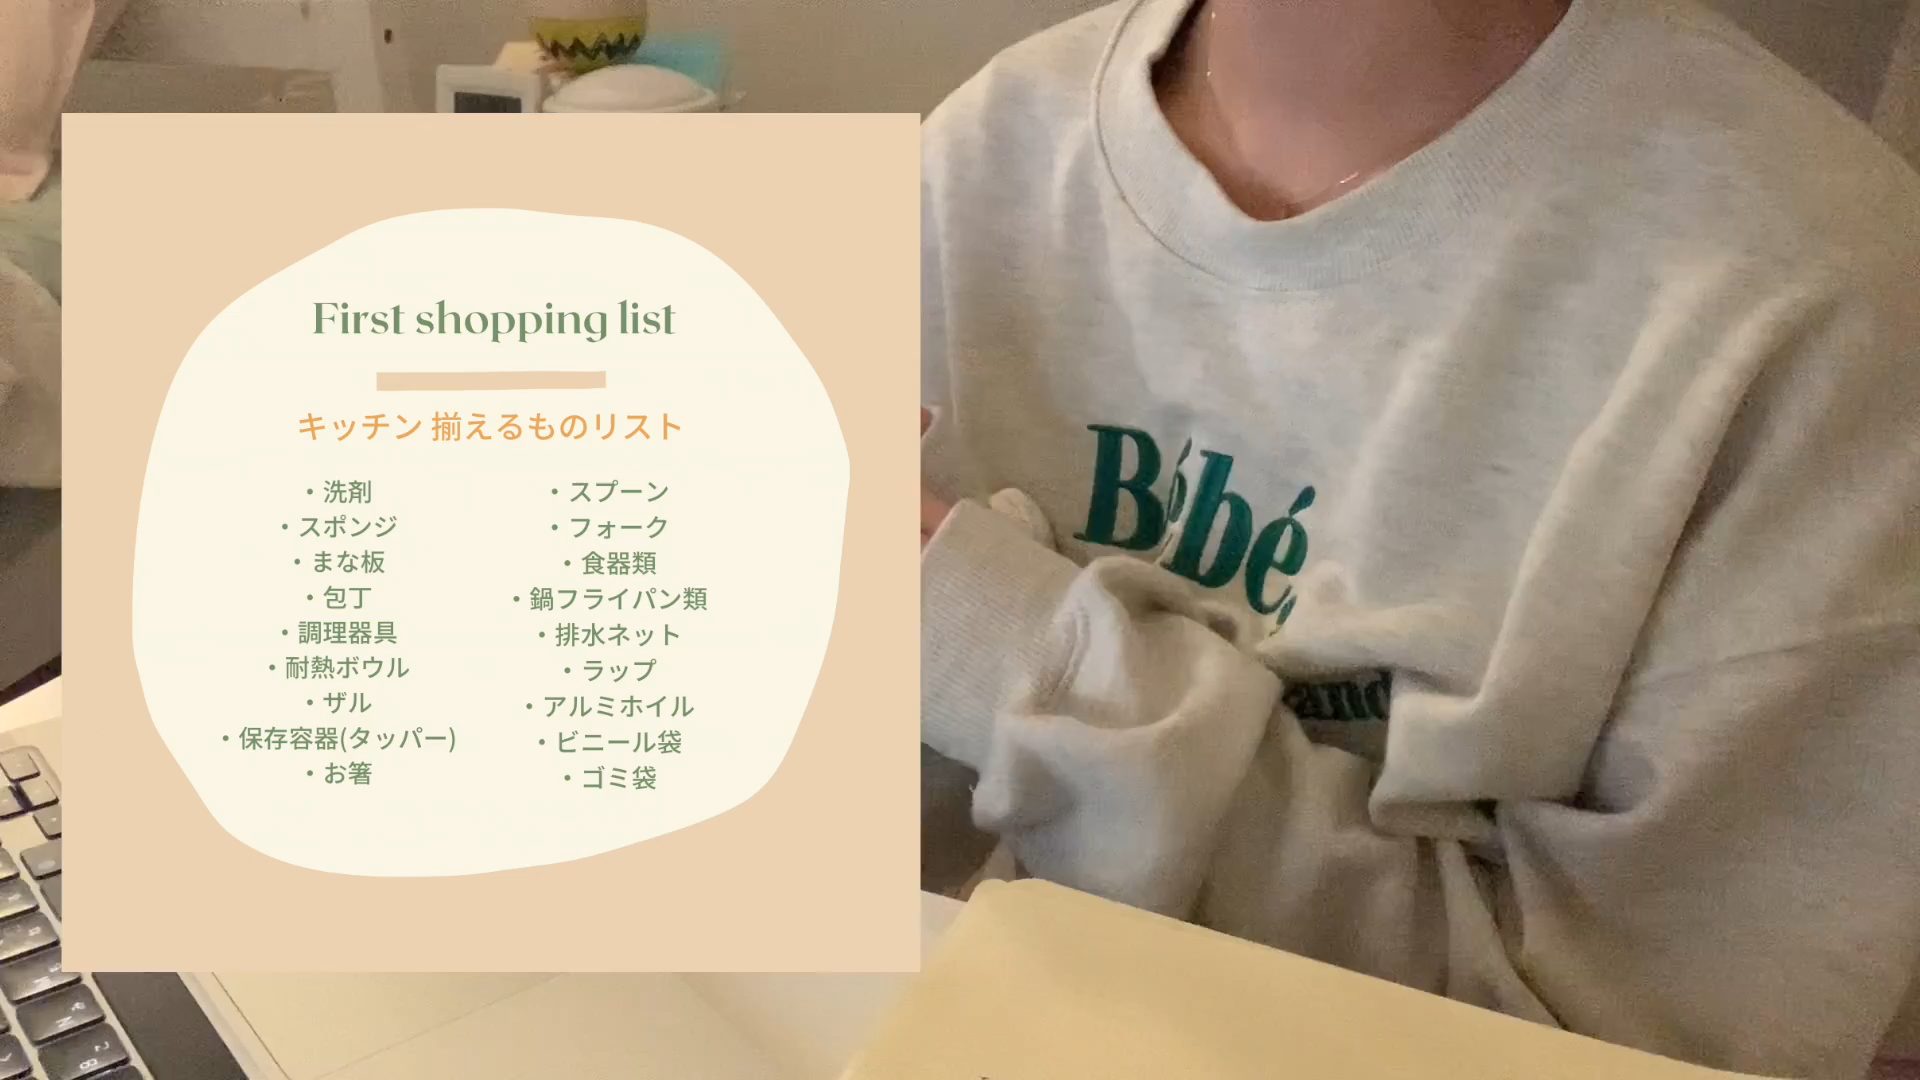 First shopping list
キッチン 揃えるものリスト
・洗剤
・スポンジ
・まな板
・包丁
・調理器具
・耐熱ボウル
・ザル
・保存容器(タッパー)
・お箸
・スプーン
・フォーク
・食器類
・鍋フライパン類
・排水ネット
・ラップ
・アルミホイル
・ビニール袋
・ゴミ袋
Bébé,
and